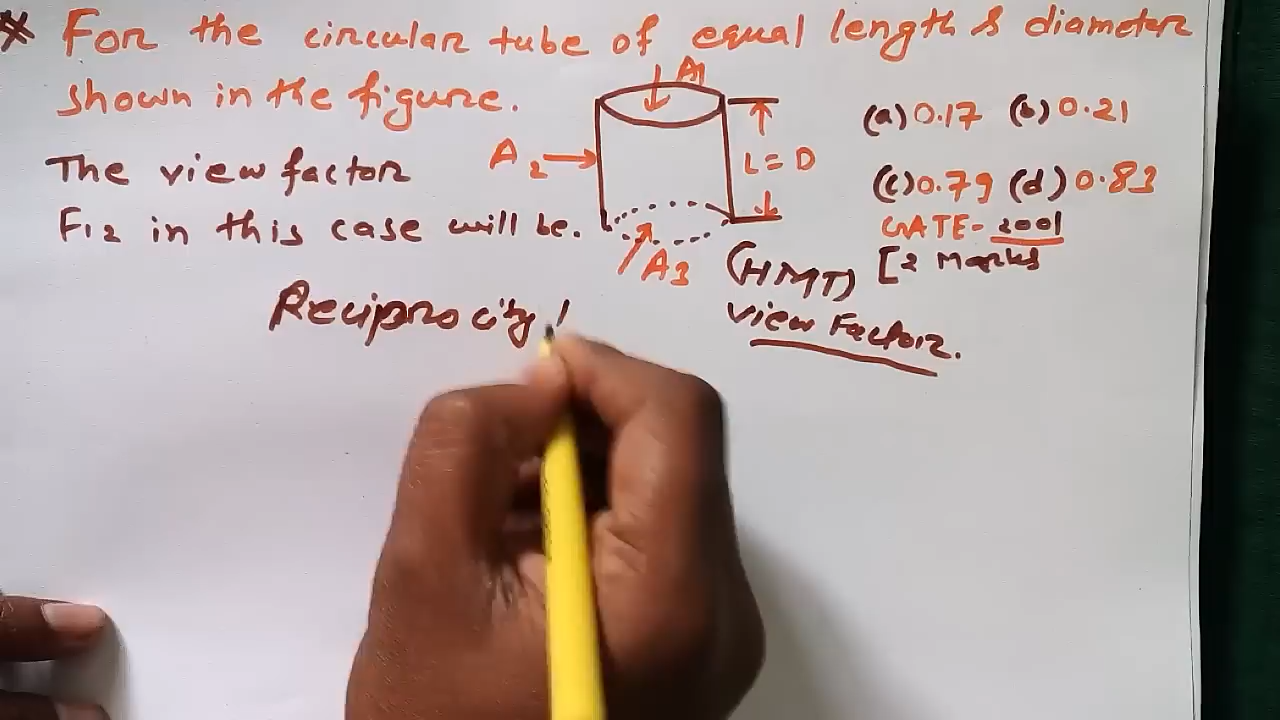 * For the circular tube of equal length & diameter
shown in the figure.
The view factor
F12 in this case will be.
A1
A2
L = D
A3
(a) 0.17 (b) 0.21
(c) 0.79 (d) 0.83
GATE-2001
[2 Marks
(HMT)
view Factor.
Reciprocity